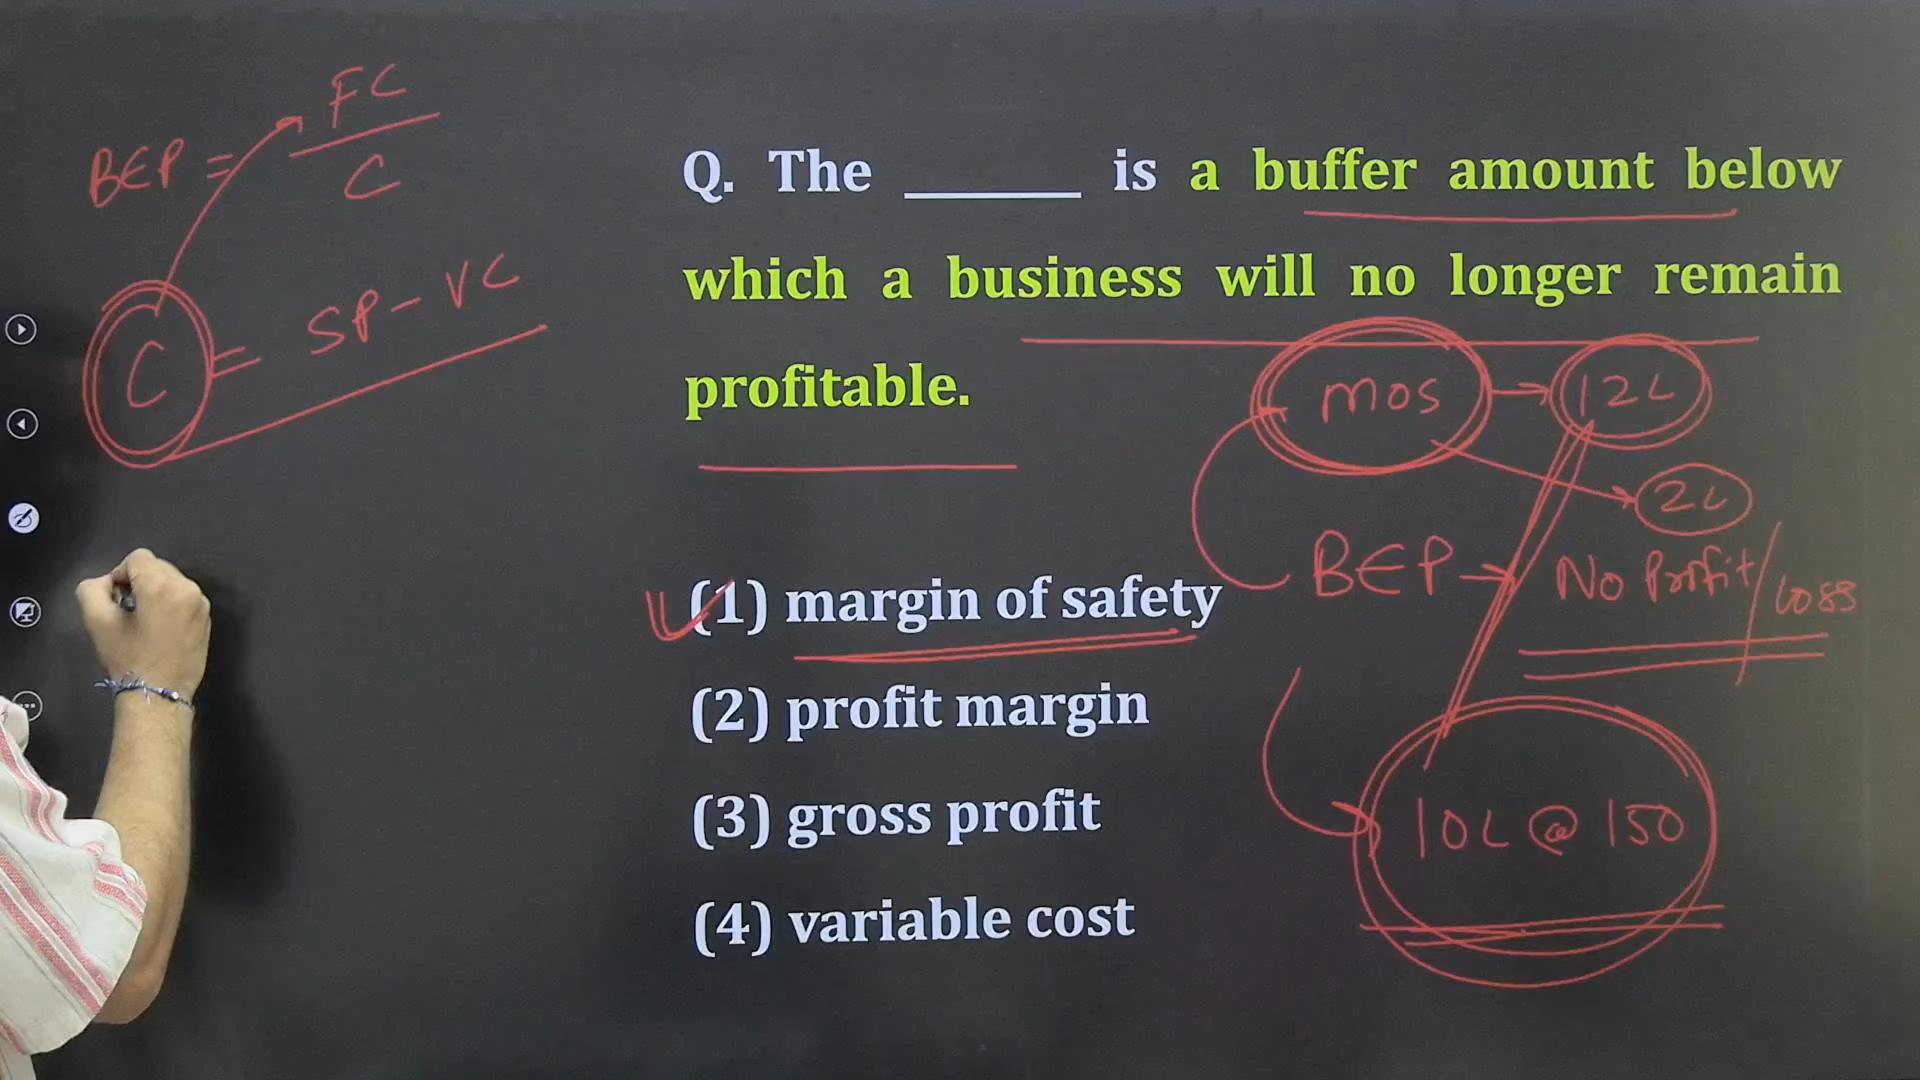 BEP = FC / C
C = SP - VC
Q. The ______ is a buffer amount below
which a business will no longer remain
profitable.
MOS → 12L
2L
BEP → No Profit/Loss
(1) margin of safety
(2) profit margin
(3) gross profit
10L @ 150
(4) variable cost